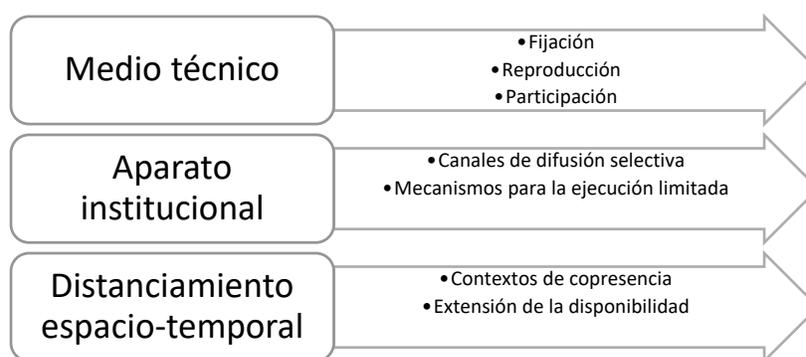 Medio técnico
•Fijación
•Reproducción
•Participación
Aparato
institucional
•Canales de difusión selectiva
•Mecanismos para la ejecución limitada
Distanciamiento
espacio-temporal
•Contextos de copresencia
•Extensión de la disponibilidad